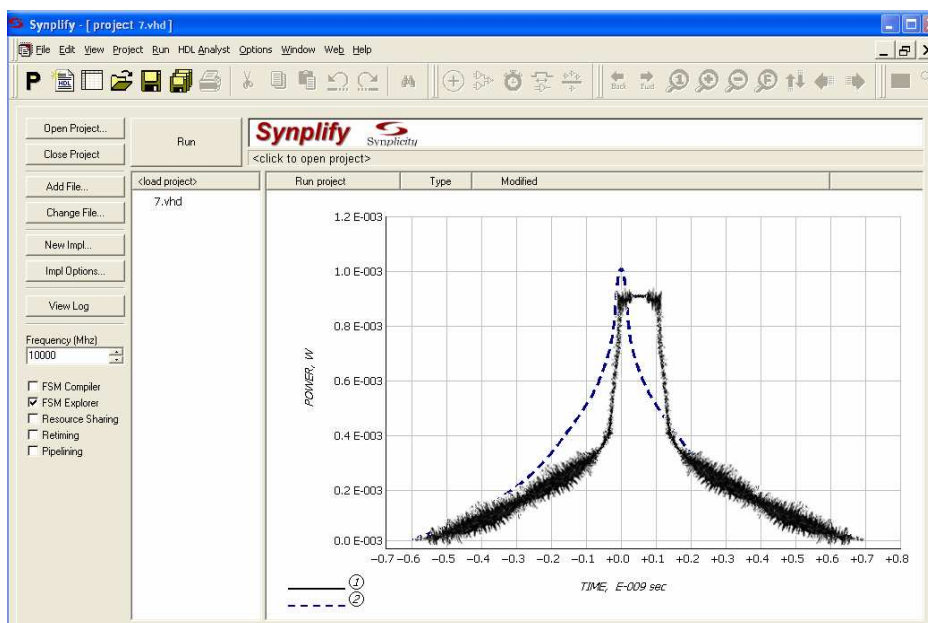 Synplify - [ project 7.vhd ]
File Edit View Project Run HDL Analyst Options Window Web Help
P HDL Back Fwd 1 F
Open Project...
Close Project
Run
Synplify Synplicity
<click to open project>
Add File...
Change File...
New Impl...
Impl Options...
View Log
Frequency (Mhz)
10000
FSM Compiler
FSM Explorer
Resource Sharing
Retiming
Pipelining
<load project>
7.vhd
Run project Type Modified
1.2 E-003
1.0 E-003
0.8 E-003
0.6 E-003
0.4 E-003
0.2 E-003
0.0 E-003
POWER, W
-0.7 -0.6 -0.5 -0.4 -0.3 -0.2 -0.1 +0.0 +0.1 +0.2 +0.3 +0.4 +0.5 +0.6 +0.7 +0.8
TIME, E-009 sec
1
2